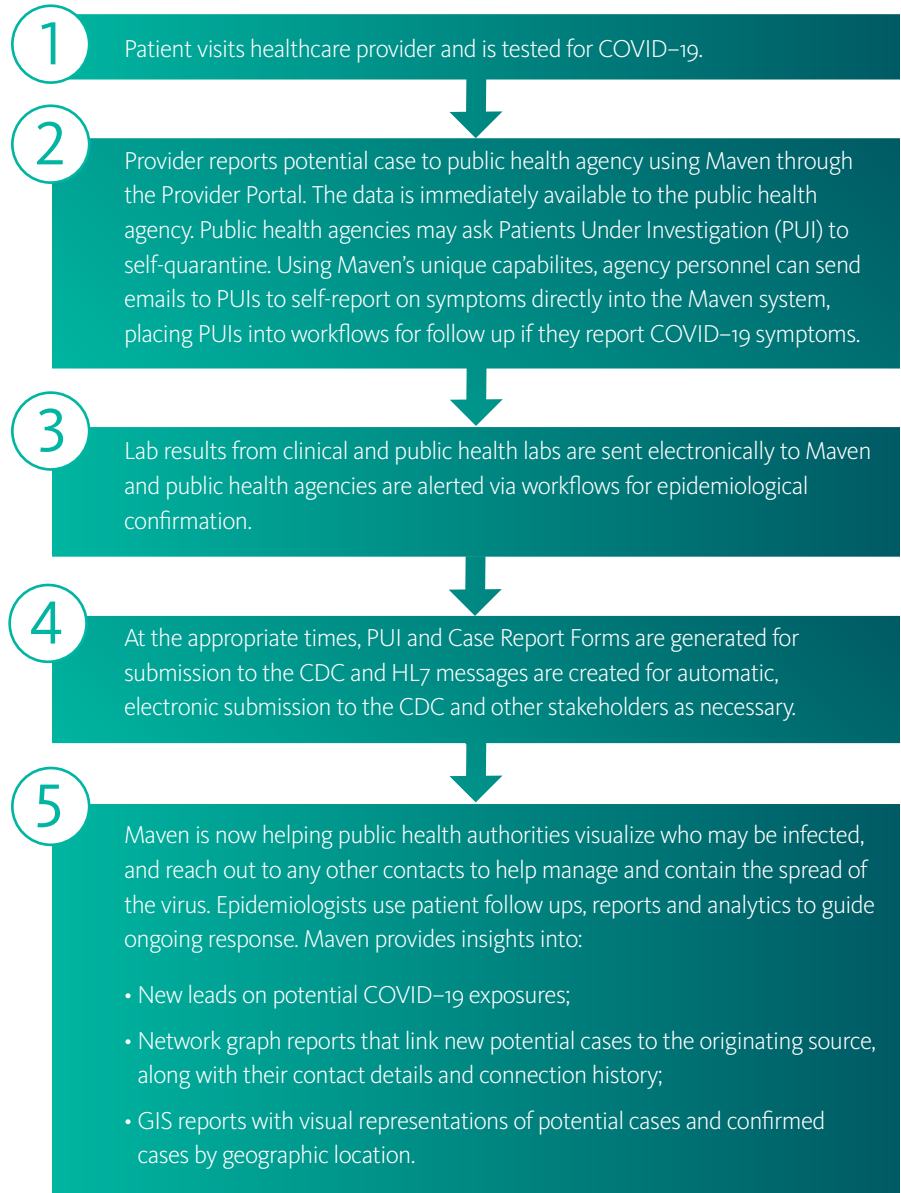 1
Patient visits healthcare provider and is tested for COVID–19.
2
Provider reports potential case to public health agency using Maven through
the Provider Portal. The data is immediately available to the public health
agency. Public health agencies may ask Patients Under Investigation (PUI) to
self-quarantine. Using Maven’s unique capabilites, agency personnel can send
emails to PUIs to self-report on symptoms directly into the Maven system,
placing PUIs into workflows for follow up if they report COVID–19 symptoms.
3
Lab results from clinical and public health labs are sent electronically to Maven
and public health agencies are alerted via workflows for epidemiological
confirmation.
4
At the appropriate times, PUI and Case Report Forms are generated for
submission to the CDC and HL7 messages are created for automatic,
electronic submission to the CDC and other stakeholders as necessary.
5
Maven is now helping public health authorities visualize who may be infected,
and reach out to any other contacts to help manage and contain the spread of
the virus. Epidemiologists use patient follow ups, reports and analytics to guide
ongoing response. Maven provides insights into:
• New leads on potential COVID–19 exposures;
• Network graph reports that link new potential cases to the originating source,
along with their contact details and connection history;
• GIS reports with visual representations of potential cases and confirmed
cases by geographic location.